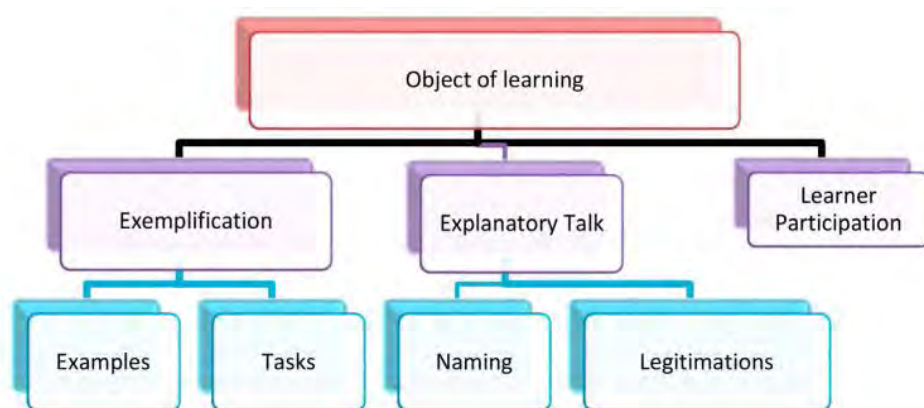 Object of learning
Exemplification
Explanatory Talk
Learner
Participation
Examples
Tasks
Naming
Legitimations